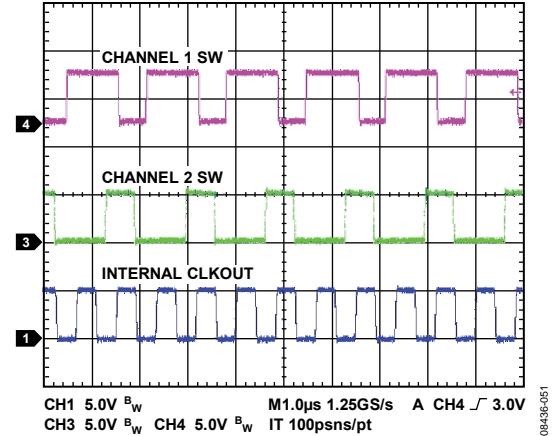 CHANNEL 1 SW
4
CHANNEL 2 SW
3
INTERNAL CLKOUT
1
CH1 5.0V BW M1.0µs 1.25GS/s A CH4 3.0V
CH3 5.0V BW CH4 5.0V BW IT 100psns/pt
08436-051